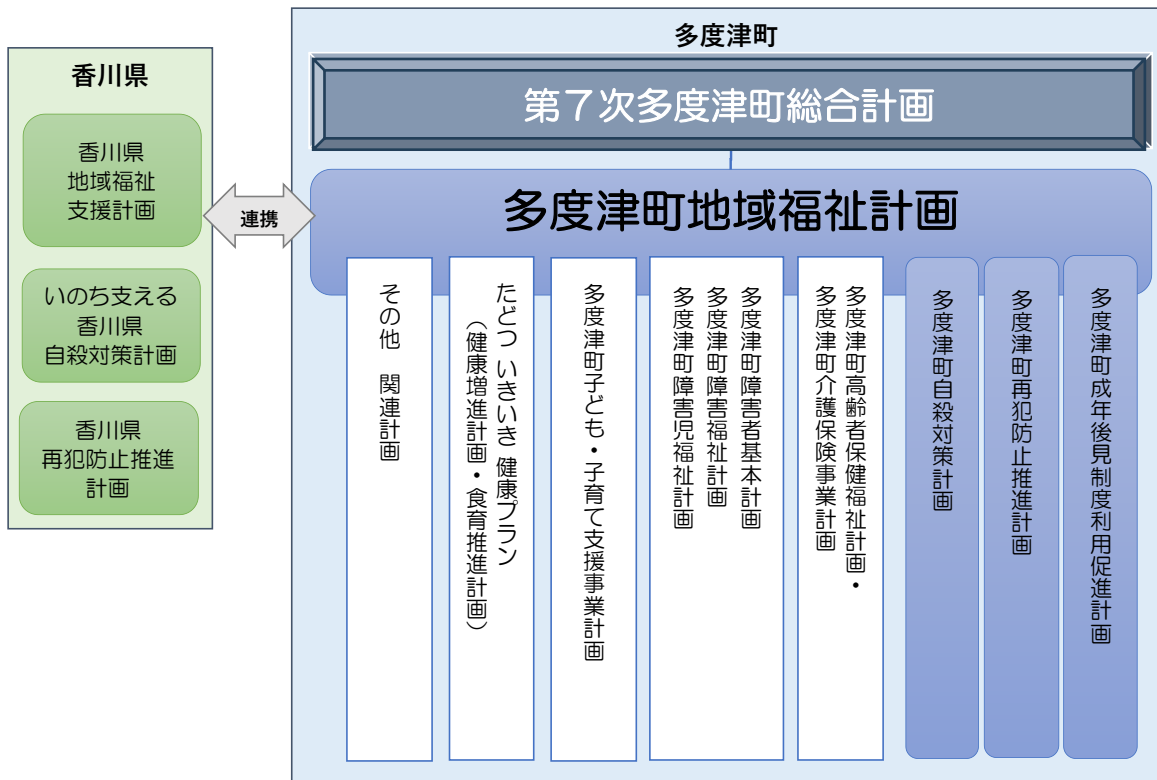 香川県
香川県
地域福祉
支援計画
いのち支える
香川県
自殺対策計画
香川県
再犯防止推進
計画
連携
多度津町
第７次多度津町総合計画
多度津町地域福祉計画
多度津町成年後見制度利用促進計画
多度津町再犯防止推進計画
多度津町自殺対策計画
多度津町高齢者保健福祉計画・
多度津町介護保険事業計画
多度津町障害者基本計画
多度津町障害福祉計画
多度津町障害児福祉計画
多度津町子ども・子育て支援事業計画
たどつ いきいき 健康プラン
（健康増進計画・食育推進計画）
その他　関連計画